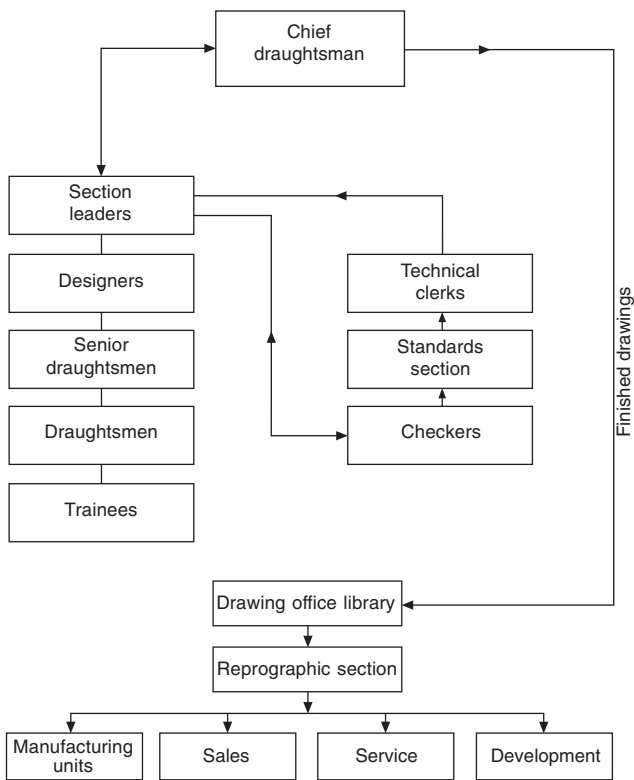 Chief
draughtsman
Section
leaders
Designers
Technical
clerks
Senior
draughtsmen
Standards
section
Draughtsmen
Checkers
Trainees
Finished drawings
Drawing office library
Reprographic section
Manufacturing
units
Sales
Service
Development